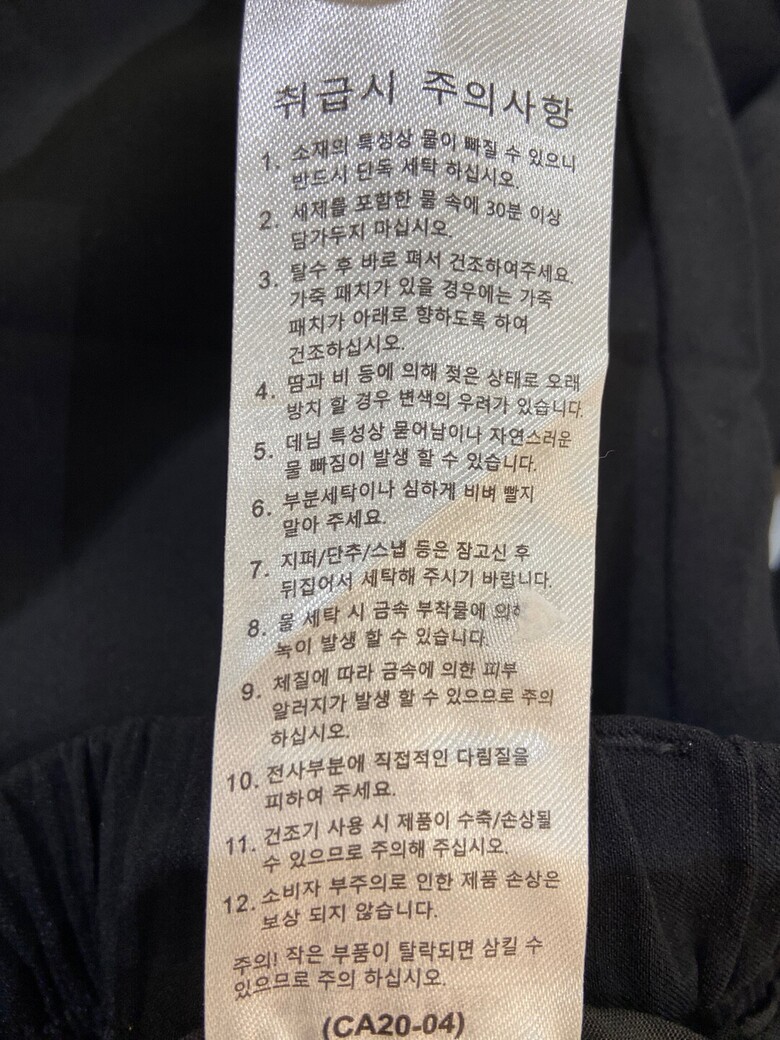 취급시 주의사항
1. 소재의 특성상 물이 빠질 수 있으니
반드시 단독 세탁 하십시오.
2. 세제를 포함한 물 속에 30분 이상
담가두지 마십시오.
3. 탈수 후 바로 펴서 건조하여주세요.
가죽 패치가 있을 경우에는 가죽
패치가 아래로 향하도록 하여
건조하십시오.
4. 땀과 비 등에 의해 젖은 상태로 오래
방치 할 경우 변색의 우려가 있습니다.
5. 데님 특성상 묻어남이나 자연스러운
물 빠짐이 발생 할 수 있습니다.
6. 부분세탁이나 심하게 비벼 빨지
말아 주세요.
7. 지퍼/단추/스냅 등은 잠고신 후
뒤집어서 세탁해 주시기 바랍니다.
8. 물 세탁 시 금속 부착물에 의해
녹이 발생 할 수 있습니다.
9. 체질에 따라 금속에 의한 피부
알러지가 발생 할 수 있으므로 주의
하십시오.
10. 전사부분에 직접적인 다림질을
피하여 주세요.
11. 건조기 사용 시 제품이 수축/손상될
수 있으므로 주의해 주십시오.
12. 소비자 부주의로 인한 제품 손상은
보상 되지 않습니다.
주의! 작은 부품이 탈락되면 삼킬 수
있으므로 주의 하십시오.
(CA20-04)